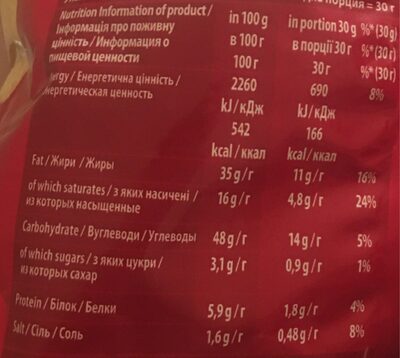 порция = 30 г
Nutrition Information of product / in 100 g in portion 30 g %* (30 g)
Інформація про поживну в 100 г в порції 30 г %* (30 г)
цінність / Информация о 100 г 30 г %* (30 г)
пищевой ценности
ergy / Енергетична цінність / 2260 690 8%
нергетическая ценность kJ/кДж kJ/кДж
542 166
kcal/ккал kcal/ккал
Fat/Жири /Жиры 35 g/г 11 g/г 16%
of which saturates / з яких насичені / 16 g/г 4,8 g/г 24%
из которых насыщенные
Carbohydrate / Вуглеводи / Углеводы 48 g/г 14 g/г 5%
of which sugars / з яких цукри / 3,1 g/г 0,9 g/г 1%
из которых сахар
Protein / Білок / Белки 5,9 g/г 1,8 g/г 4%
Salt / Сіль / Соль 1,6 g/г 0,48 g/г 8%